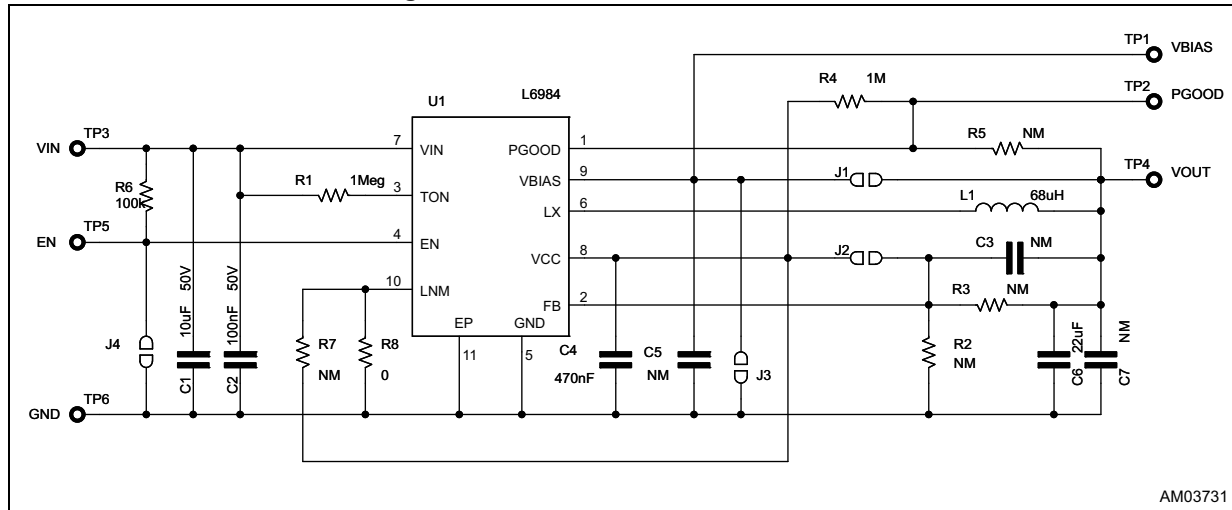 TP1
VBIAS
R4 1M
TP2
PGOOD
U1 L6984
TP3
VIN
7 VIN
PGOOD 1
R5 NM
R6
100k
R1 1Meg
3 TON
VBIAS 9
J1
TP4
VOUT
LX 6
L1 68uH
TP5
EN
4 EN
VCC 8
J2
C3 NM
10 LNM
FB 2
R3
NM
EP
GND
11
5
J4
10uF 50V
C1
100nF 50V
C2
R7
NM
R8
0
C4
470nF
C5
NM
J3
R2
NM
22uF
C6
NM
C7
TP6
GND
AM03731